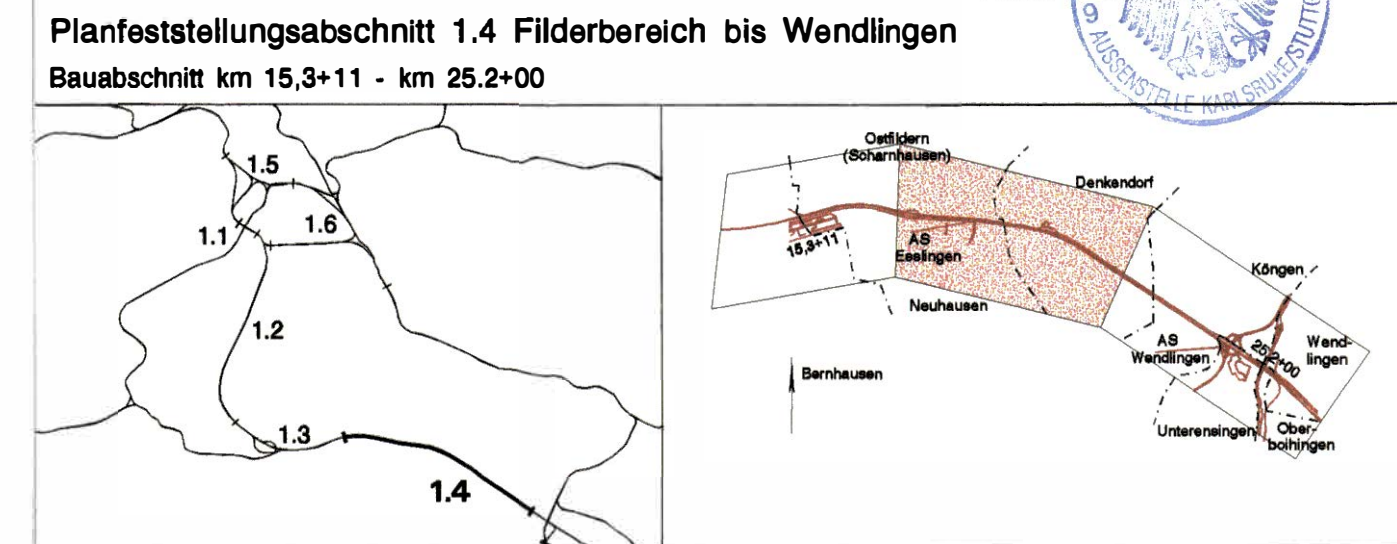 Planfeststellungsabschnitt 1.4 Filderbereich bis Wendlingen
Bauabschnitt km 15,3+11 - km 25.2+00
9 AUSSENSTELLE KARLSRUHE/STUTTG
1.5
1.6
1.1
1.2
1.3
1.4
Ostfildern
(Scharnhausen)
Denkendorf
15,3+11
AS
Esslingen
Neuhausen
Köngen
AS
Wendlingen
25.2+00
Wend-
lingen
Bernhausen
Unterensingen
Ober-
boihingen